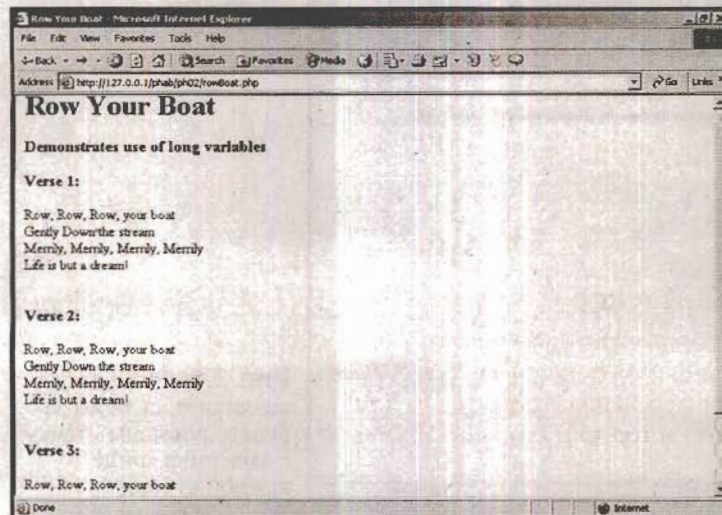 Row Your Boat - Microsoft Internet Explorer
File Edit View Favorites Tools Help
Back Search Favorites Media
Address http://127.0.0.1/phab/ph02/rowBoat.php Go Links
Row Your Boat
Demonstrates use of long variables
Verse 1:
Row, Row, Row, your boat
Gently Down the stream
Merrily, Merrily, Merrily, Merrily
Life is but a dream!
Verse 2:
Row, Row, Row, your boat
Gently Down the stream
Merrily, Merrily, Merrily, Merrily
Life is but a dream!
Verse 3:
Row, Row, Row, your boat
Done Internet